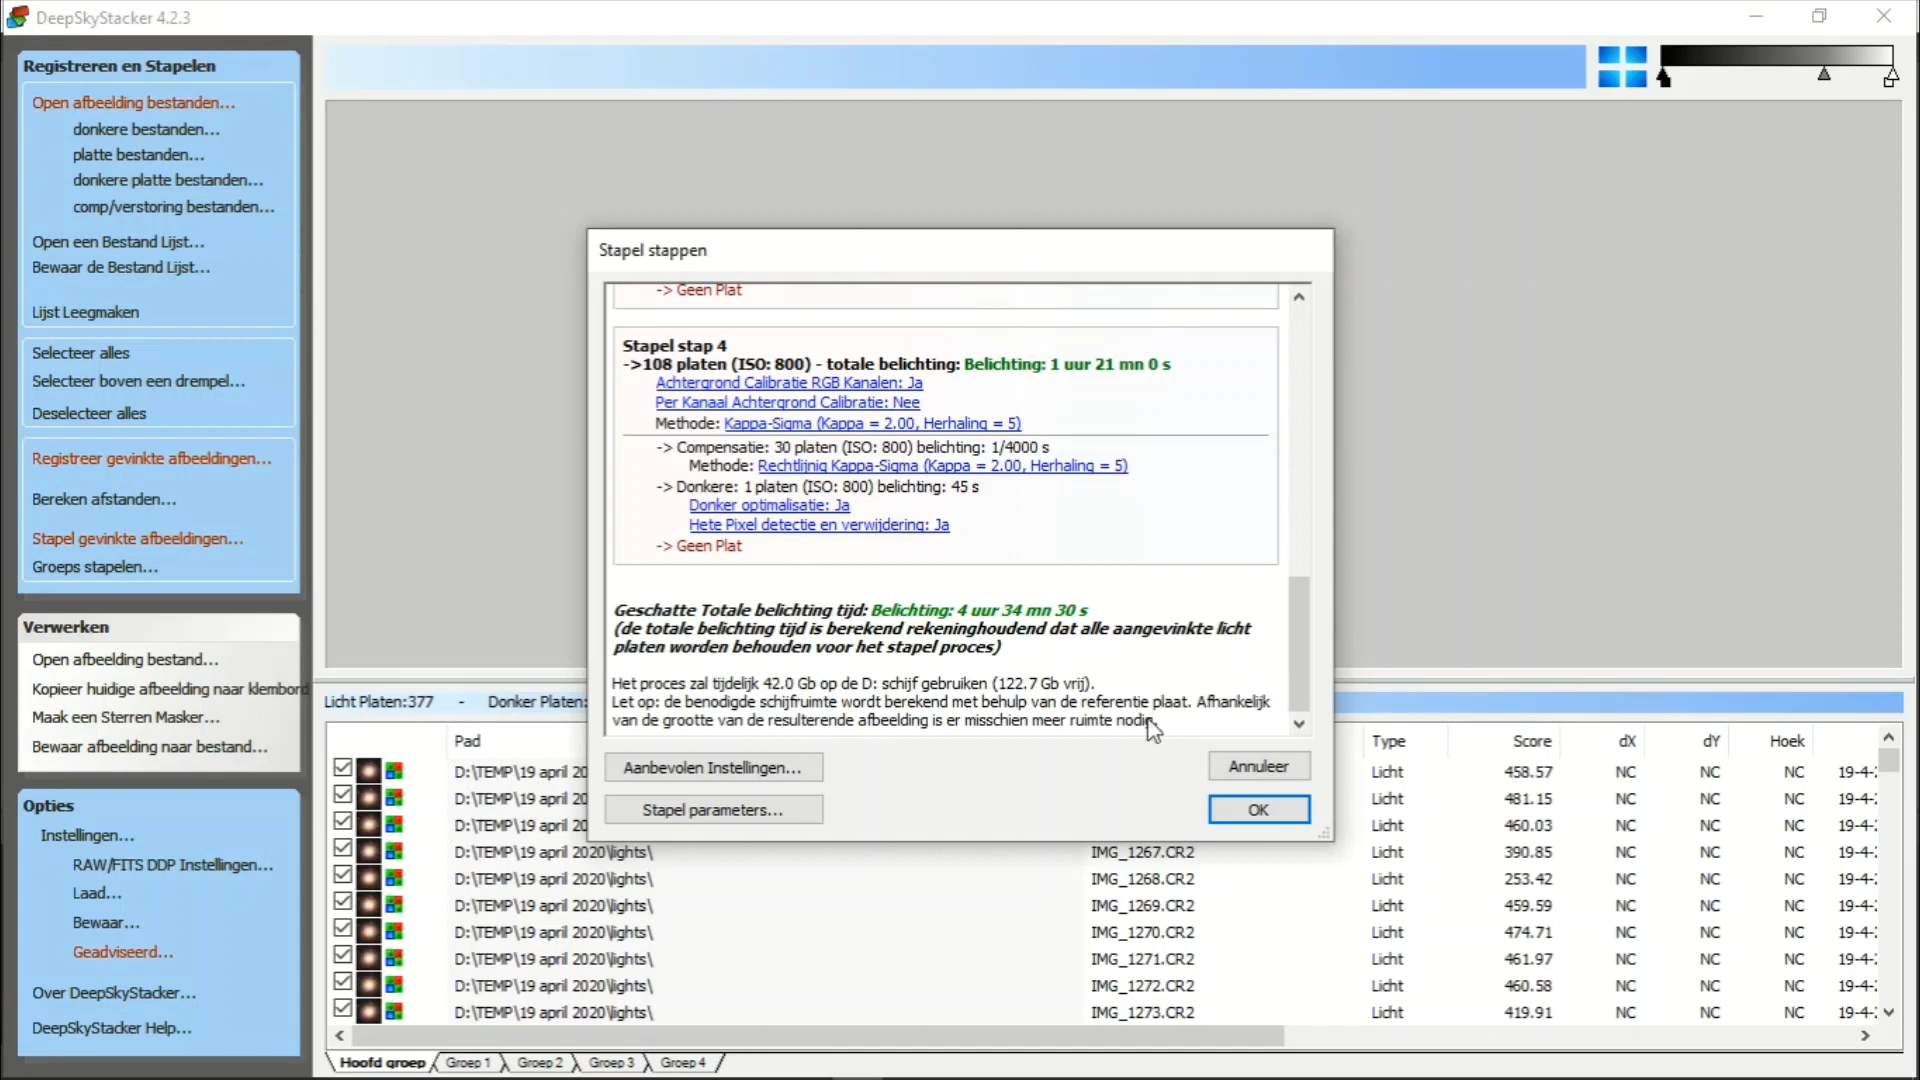 DeepSkyStacker 4.2.3
Registreren en Stapelen
Open afbeelding bestanden...
donkere bestanden...
platte bestanden...
donkere platte bestanden...
comp/verstoring bestanden...
Open een Bestand Lijst...
Bewaar de Bestand Lijst...
Lijst Leegmaken
Selecteer alles
Selecteer boven een drempel...
Deselecteer alles
Registreer gevinkte afbeeldingen...
Bereken afstanden...
Stapel gevinkte afbeeldingen...
Groeps stapelen...
Verwerken
Open afbeelding bestand...
Kopieer huidige afbeelding naar klembord
Maak een Sterren Masker...
Bewaar afbeelding naar bestand...
Opties
Instellingen...
RAW/FITS DDP Instellingen...
Laad...
Bewaar...
Geadviseerd...
Over DeepSkyStacker...
DeepSkyStacker Help...
Stapel stappen
-> Geen Plat
Stapel stap 4
->108 platen (ISO: 800) - totale belichting: Belichting: 1 uur 21 mn 0 s
Achtergrond Calibratie RGB Kanalen: Ja
Per Kanaal Achtergrond Calibratie: Nee
Methode: Kappa-Sigma (Kappa = 2.00, Herhaling = 5)
-> Compensatie: 30 platen (ISO: 800) belichting: 1/4000 s
Methode: Rechtlijnig Kappa-Sigma (Kappa = 2.00, Herhaling = 5)
-> Donkere: 1 platen (ISO: 800) belichting: 45 s
Donker optimalisatie: Ja
Hete Pixel detectie en verwijdering: Ja
-> Geen Plat
Geschatte Totale belichting tijd: Belichting: 4 uur 34 mn 30 s
(de totale belichting tijd is berekend rekeninghoudend dat alle aangevinkte licht
platen worden behouden voor het stapel proces)
Het proces zal tijdelijk 42.0 Gb op de D: schijf gebruiken (122.7 Gb vrij).
Let op: de benodigde schijfruimte wordt berekend met behulp van de referentie plaat. Afhankelijk
van de grootte van de resulterende afbeelding is er misschien meer ruimte nodig.
Aanbevolen Instellingen...
Annuleer
Stapel parameters...
OK
Licht Platen:377 - Donker Platen:
Pad Type Score dX dY Hoek
D:\TEMP\19 april 20 Licht 458.57 NC NC NC 19-4-
D:\TEMP\19 april 20 Licht 481.15 NC NC NC 19-4-
D:\TEMP\19 april 20 Licht 460.03 NC NC NC 19-4-
D:\TEMP\19 april 2020\lights\ IMG_1267.CR2 Licht 390.85 NC NC NC 19-4-
D:\TEMP\19 april 2020\lights\ IMG_1268.CR2 Licht 253.42 NC NC NC 19-4-
D:\TEMP\19 april 2020\lights\ IMG_1269.CR2 Licht 459.59 NC NC NC 19-4-
D:\TEMP\19 april 2020\lights\ IMG_1270.CR2 Licht 474.71 NC NC NC 19-4-
D:\TEMP\19 april 2020\lights\ IMG_1271.CR2 Licht 461.97 NC NC NC 19-4-
D:\TEMP\19 april 2020\lights\ IMG_1272.CR2 Licht 460.58 NC NC NC 19-4-
D:\TEMP\19 april 2020\lights\ IMG_1273.CR2 Licht 419.91 NC NC NC 19-4-
Hoofd groep Groep 1 Groep 2 Groep 3 Groep 4